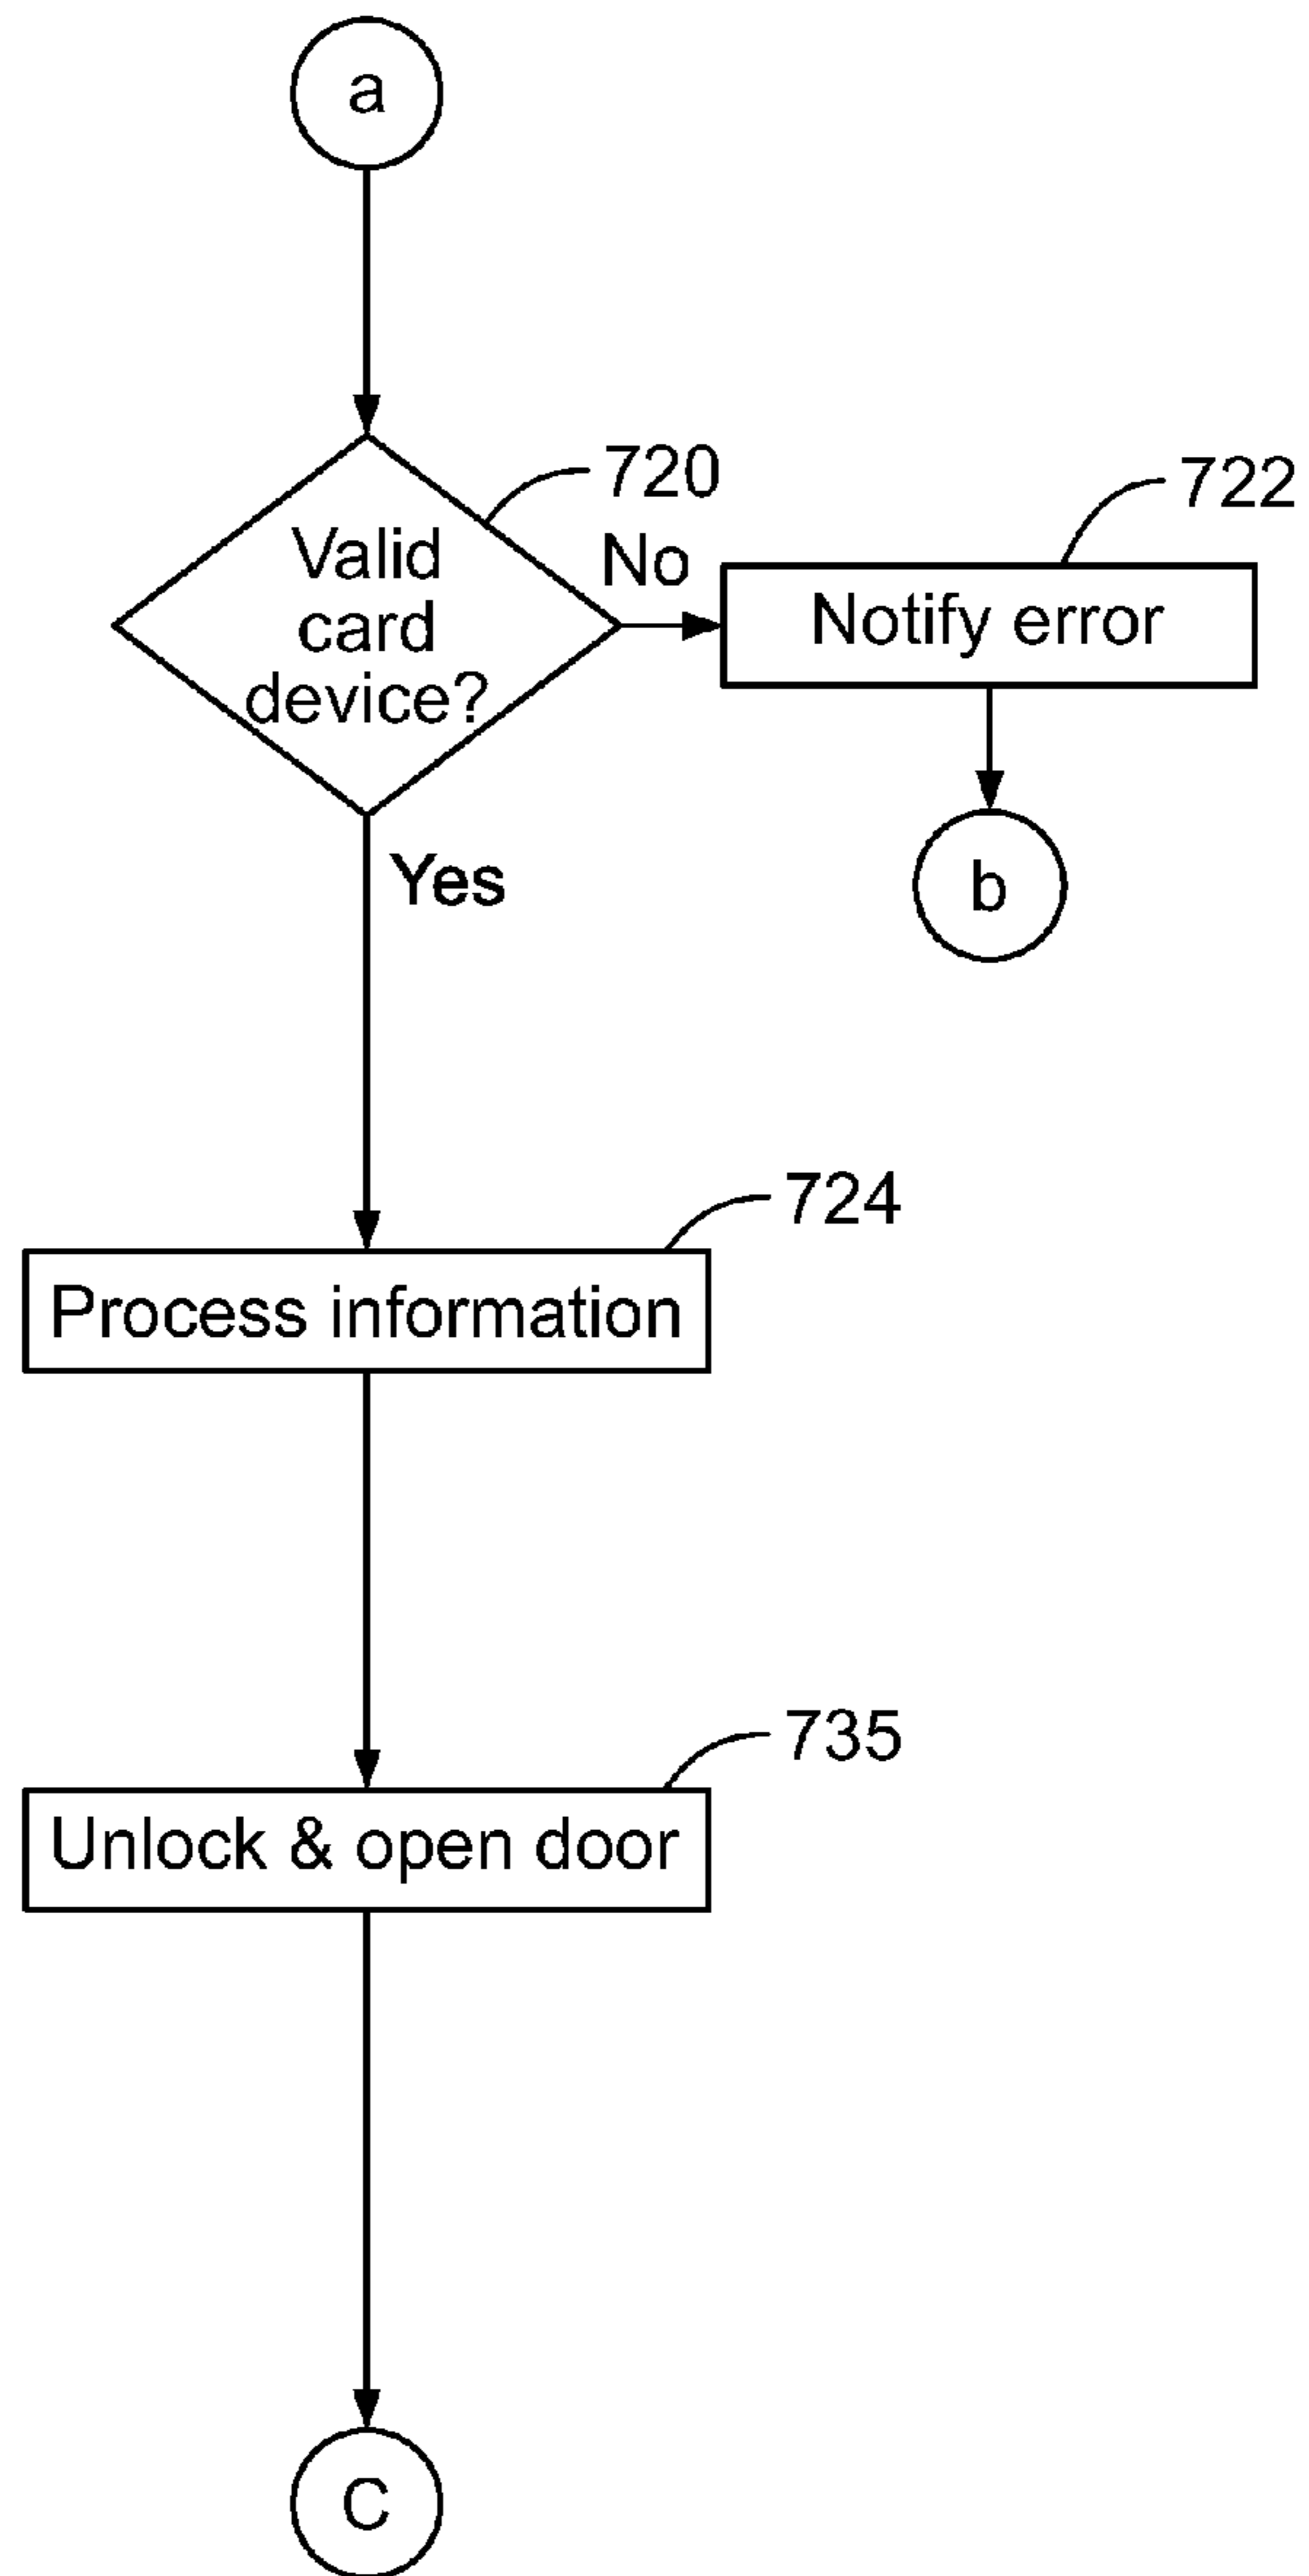 a
720
Valid
card
device?
No
722
Notify error
b
Yes
724
Process information
735
Unlock & open door
C